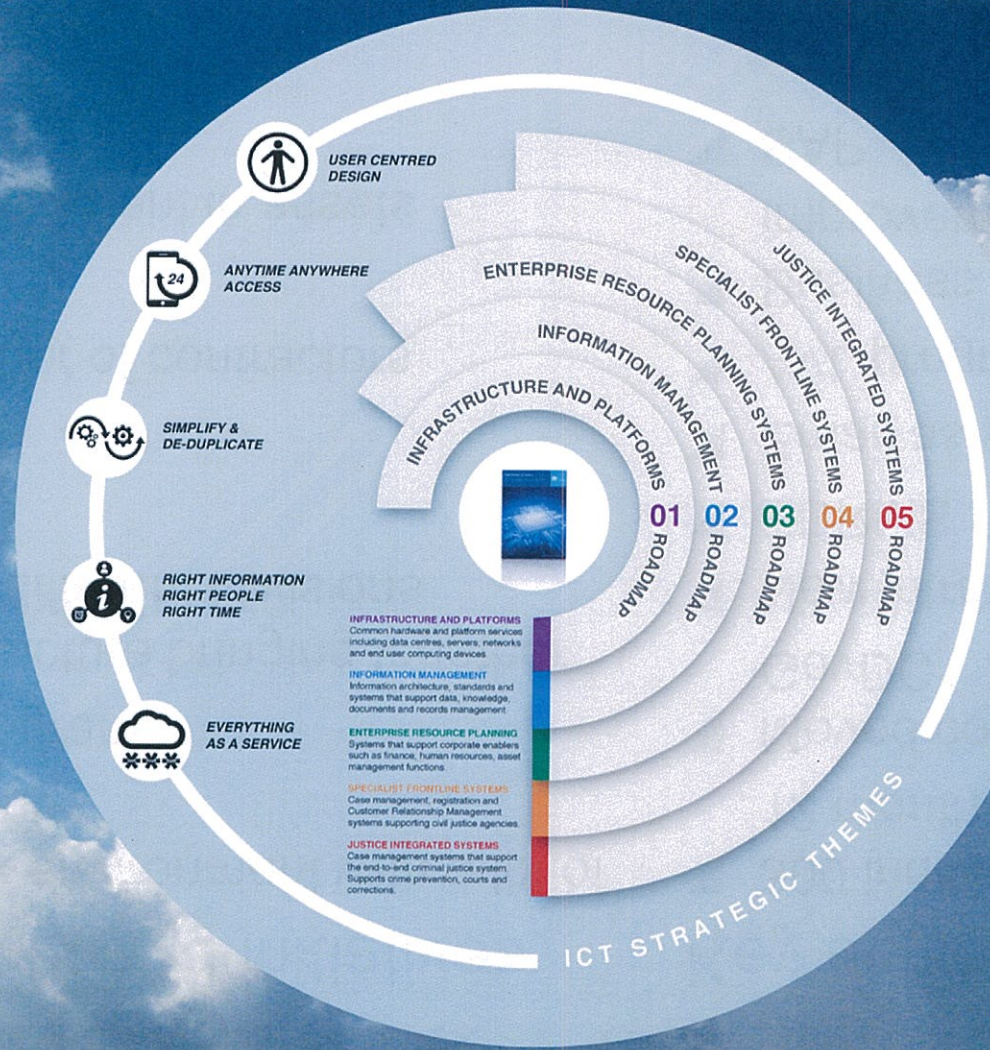 USER CENTRED
DESIGN
ANYTIME ANYWHERE
ACCESS
24
SIMPLIFY &
DE-DUPLICATE
RIGHT INFORMATION
RIGHT PEOPLE
RIGHT TIME
EVERYTHING
AS A SERVICE
INFRASTRUCTURE AND PLATFORMS
INFORMATION MANAGEMENT
ENTERPRISE RESOURCE PLANNING SYSTEMS
SPECIALIST FRONTLINE SYSTEMS
JUSTICE INTEGRATED SYSTEMS
01 ROADMAP
02 ROADMAP
03 ROADMAP
04 ROADMAP
05 ROADMAP
INFRASTRUCTURE AND PLATFORMS
Common hardware and platform services
including data centres, servers, networks
and end user computing devices.
INFORMATION MANAGEMENT
Information architecture, standards and
systems that support data, knowledge,
documents and records management
ENTERPRISE RESOURCE PLANNING
Systems that support corporate enablers
such as finance, human resources, asset
management functions
SPECIALIST FRONTLINE SYSTEMS
Case management, registration and
Customer Relationship Management
systems supporting civil justice agencies.
JUSTICE INTEGRATED SYSTEMS
Case management systems that support
the end-to-end criminal justice system.
Supports crime prevention, courts and
corrections.
ICT STRATEGIC THEMES